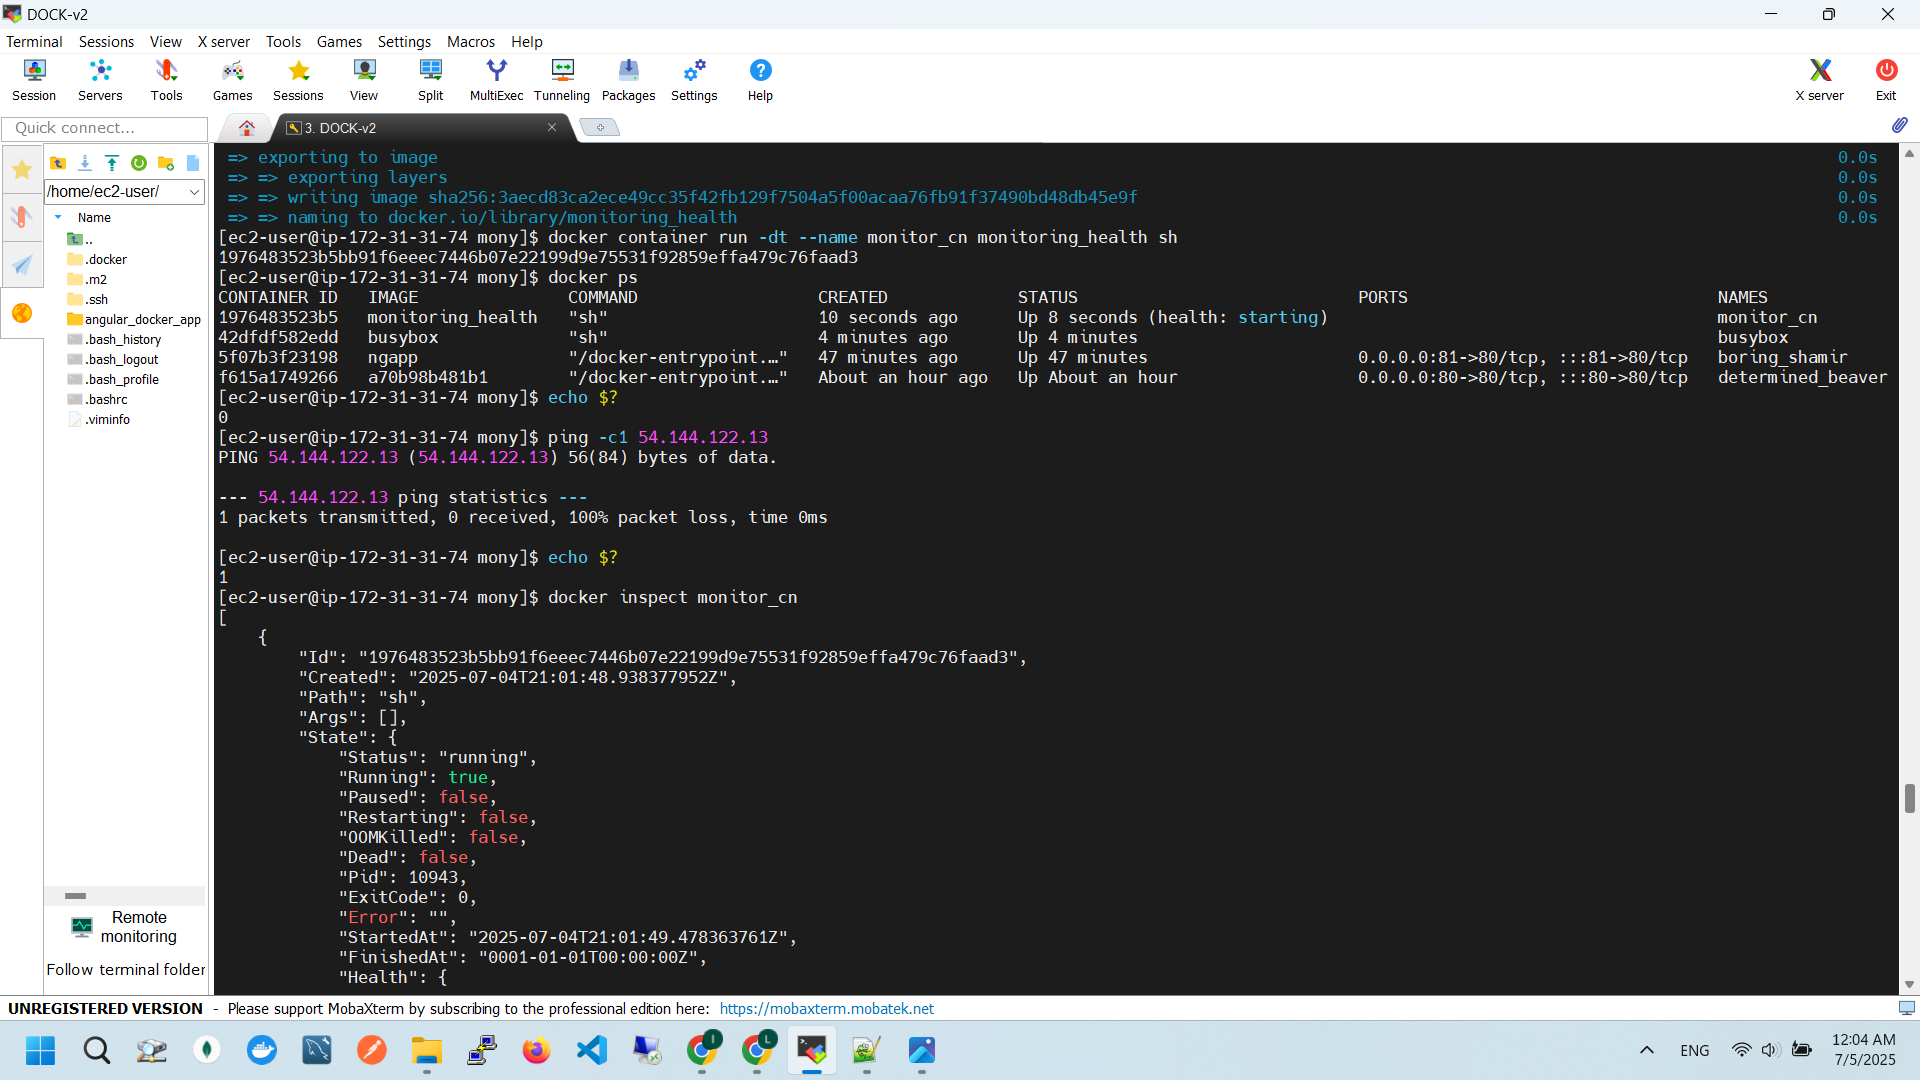 DOCK-v2
Terminal Sessions View X server Tools Games Settings Macros Help
Session Servers Tools Games Sessions View Split MultiExec Tunneling Packages Settings Help X server Exit
Quick connect...
3. DOCK-v2
/home/ec2-user/
Name
..
.docker
.m2
.ssh
angular_docker_app
.bash_history
.bash_logout
.bash_profile
.bashrc
.viminfo
Remote
monitoring
Follow terminal folder
=> exporting to image 0.0s
=> => exporting layers 0.0s
=> => writing image sha256:3aecd83ca2ece49cc35f42fb129f7504a5f00acaa76fb91f37490bd48db45e9f 0.0s
=> => naming to docker.io/library/monitoring_health 0.0s
[ec2-user@ip-172-31-31-74 mony]$ docker container run -dt --name monitor_cn monitoring_health sh
1976483523b5bb91f6eeec7446b07e22199d9e75531f92859effa479c76faad3
[ec2-user@ip-172-31-31-74 mony]$ docker ps
CONTAINER ID IMAGE COMMAND CREATED STATUS PORTS NAMES
1976483523b5 monitoring_health "sh" 10 seconds ago Up 8 seconds (health: starting) monitor_cn
42dfdf582edd busybox "sh" 4 minutes ago Up 4 minutes busybox
5f07b3f23198 ngapp "/docker-entrypoint.…" 47 minutes ago Up 47 minutes 0.0.0.0:81->80/tcp, :::81->80/tcp boring_shamir
f615a1749266 a70b98b481b1 "/docker-entrypoint.…" About an hour ago Up About an hour 0.0.0.0:80->80/tcp, :::80->80/tcp determined_beaver
[ec2-user@ip-172-31-31-74 mony]$ echo $?
0
[ec2-user@ip-172-31-31-74 mony]$ ping -c1 54.144.122.13
PING 54.144.122.13 (54.144.122.13) 56(84) bytes of data.
--- 54.144.122.13 ping statistics ---
1 packets transmitted, 0 received, 100% packet loss, time 0ms
[ec2-user@ip-172-31-31-74 mony]$ echo $?
1
[ec2-user@ip-172-31-31-74 mony]$ docker inspect monitor_cn
[
{
"Id": "1976483523b5bb91f6eeec7446b07e22199d9e75531f92859effa479c76faad3",
"Created": "2025-07-04T21:01:48.938377952Z",
"Path": "sh",
"Args": [],
"State": {
"Status": "running",
"Running": true,
"Paused": false,
"Restarting": false,
"OOMKilled": false,
"Dead": false,
"Pid": 10943,
"ExitCode": 0,
"Error": "",
"StartedAt": "2025-07-04T21:01:49.478363761Z",
"FinishedAt": "0001-01-01T00:00:00Z",
"Health": {
UNREGISTERED VERSION - Please support MobaXterm by subscribing to the professional edition here: https://mobaxterm.mobatek.net
I
L
ENG
12:04 AM
7/5/2025